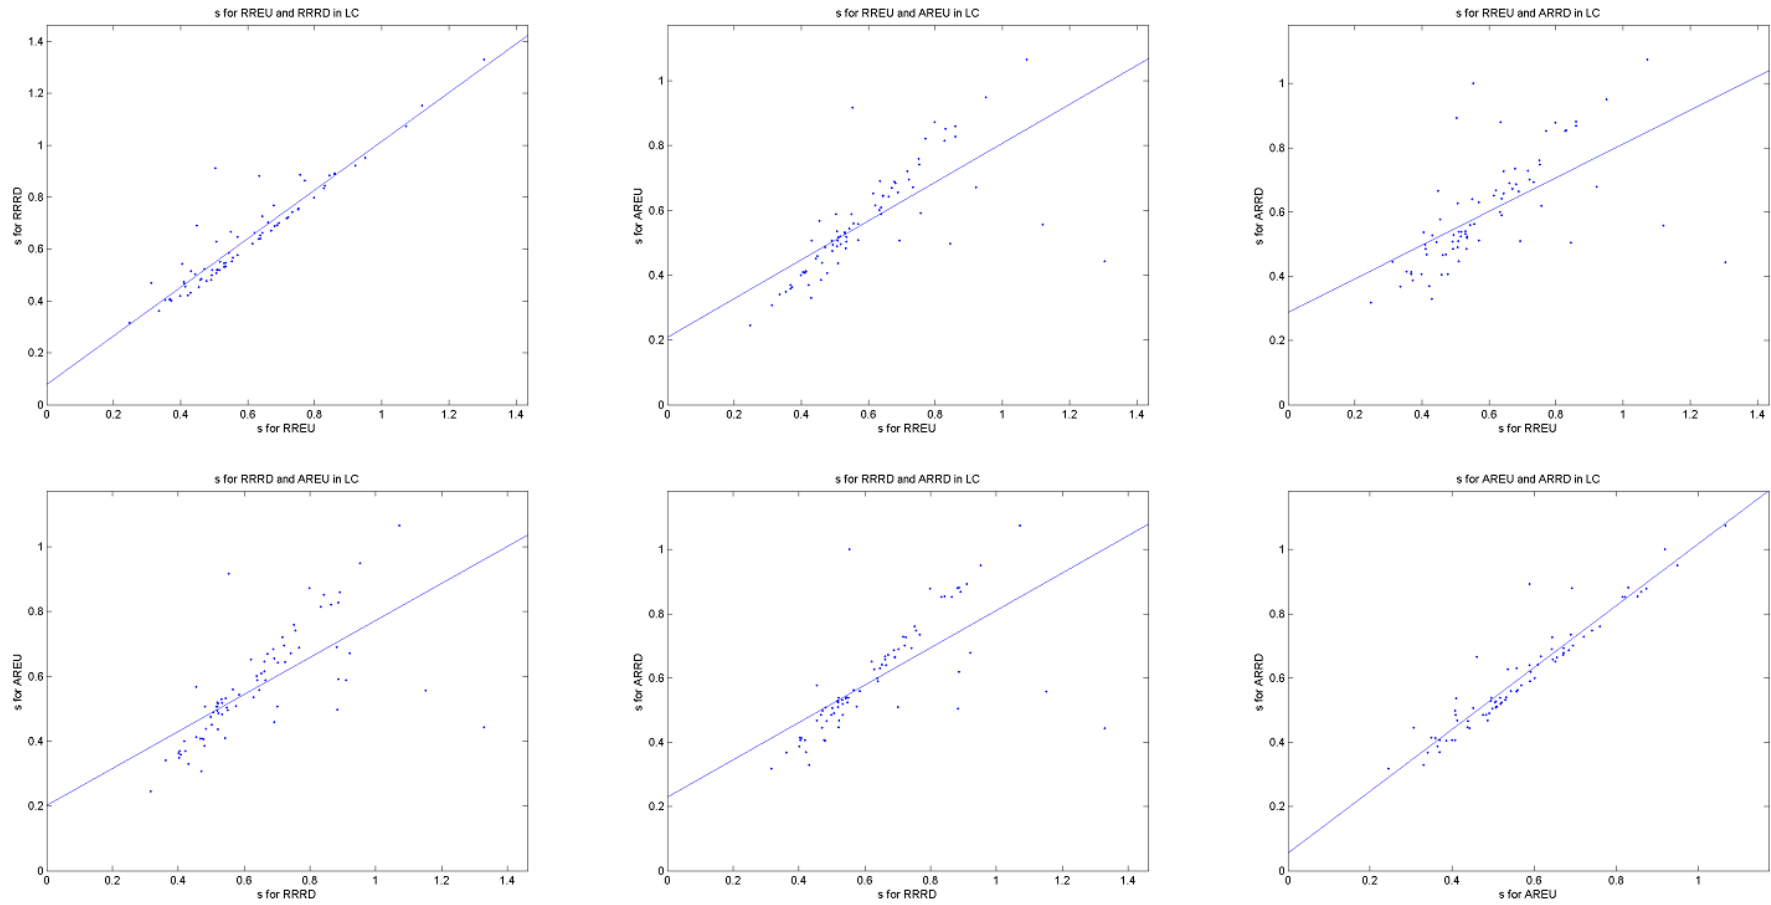 s for RREU and RRRD in LC
s for RRRD
1.4
1.2
1
0.8
0.6
0.4
0.2
0
0 0.2 0.4 0.6 0.8 1 1.2 1.4
s for RREU
s for RREU and AREU in LC
s for AREU
1
0.8
0.6
0.4
0.2
0
0 0.2 0.4 0.6 0.8 1 1.2 1.4
s for RREU
s for RREU and ARRD in LC
s for ARRD
1
0.8
0.6
0.4
0.2
0
0 0.2 0.4 0.6 0.8 1 1.2 1.4
s for RREU
s for RRRD and AREU in LC
s for AREU
1
0.8
0.6
0.4
0.2
0
0 0.2 0.4 0.6 0.8 1 1.2 1.4
s for RRRD
s for RRRD and ARRD in LC
s for ARRD
1
0.8
0.6
0.4
0.2
0
0 0.2 0.4 0.6 0.8 1 1.2 1.4
s for RRRD
s for AREU and ARRD in LC
s for ARRD
1
0.8
0.6
0.4
0.2
0
0 0.2 0.4 0.6 0.8 1
s for AREU